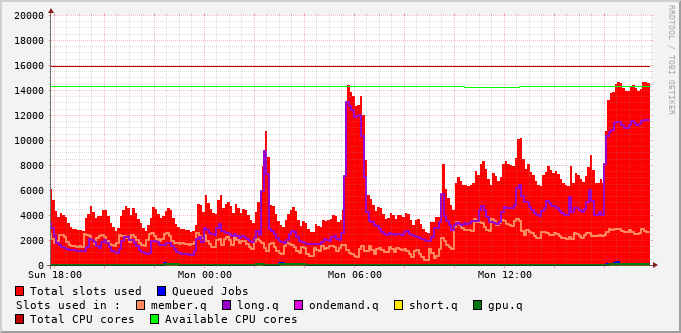 20000
18000
16000
14000
12000
10000
8000
6000
4000
2000
0
Sun 18:00 Mon 00:00 Mon 06:00 Mon 12:00
RRDTOOL / TOBI OETIKER
Total slots used Queued Jobs
Slots used in : member.q long.q ondemand.q short.q gpu.q
Total CPU cores Available CPU cores